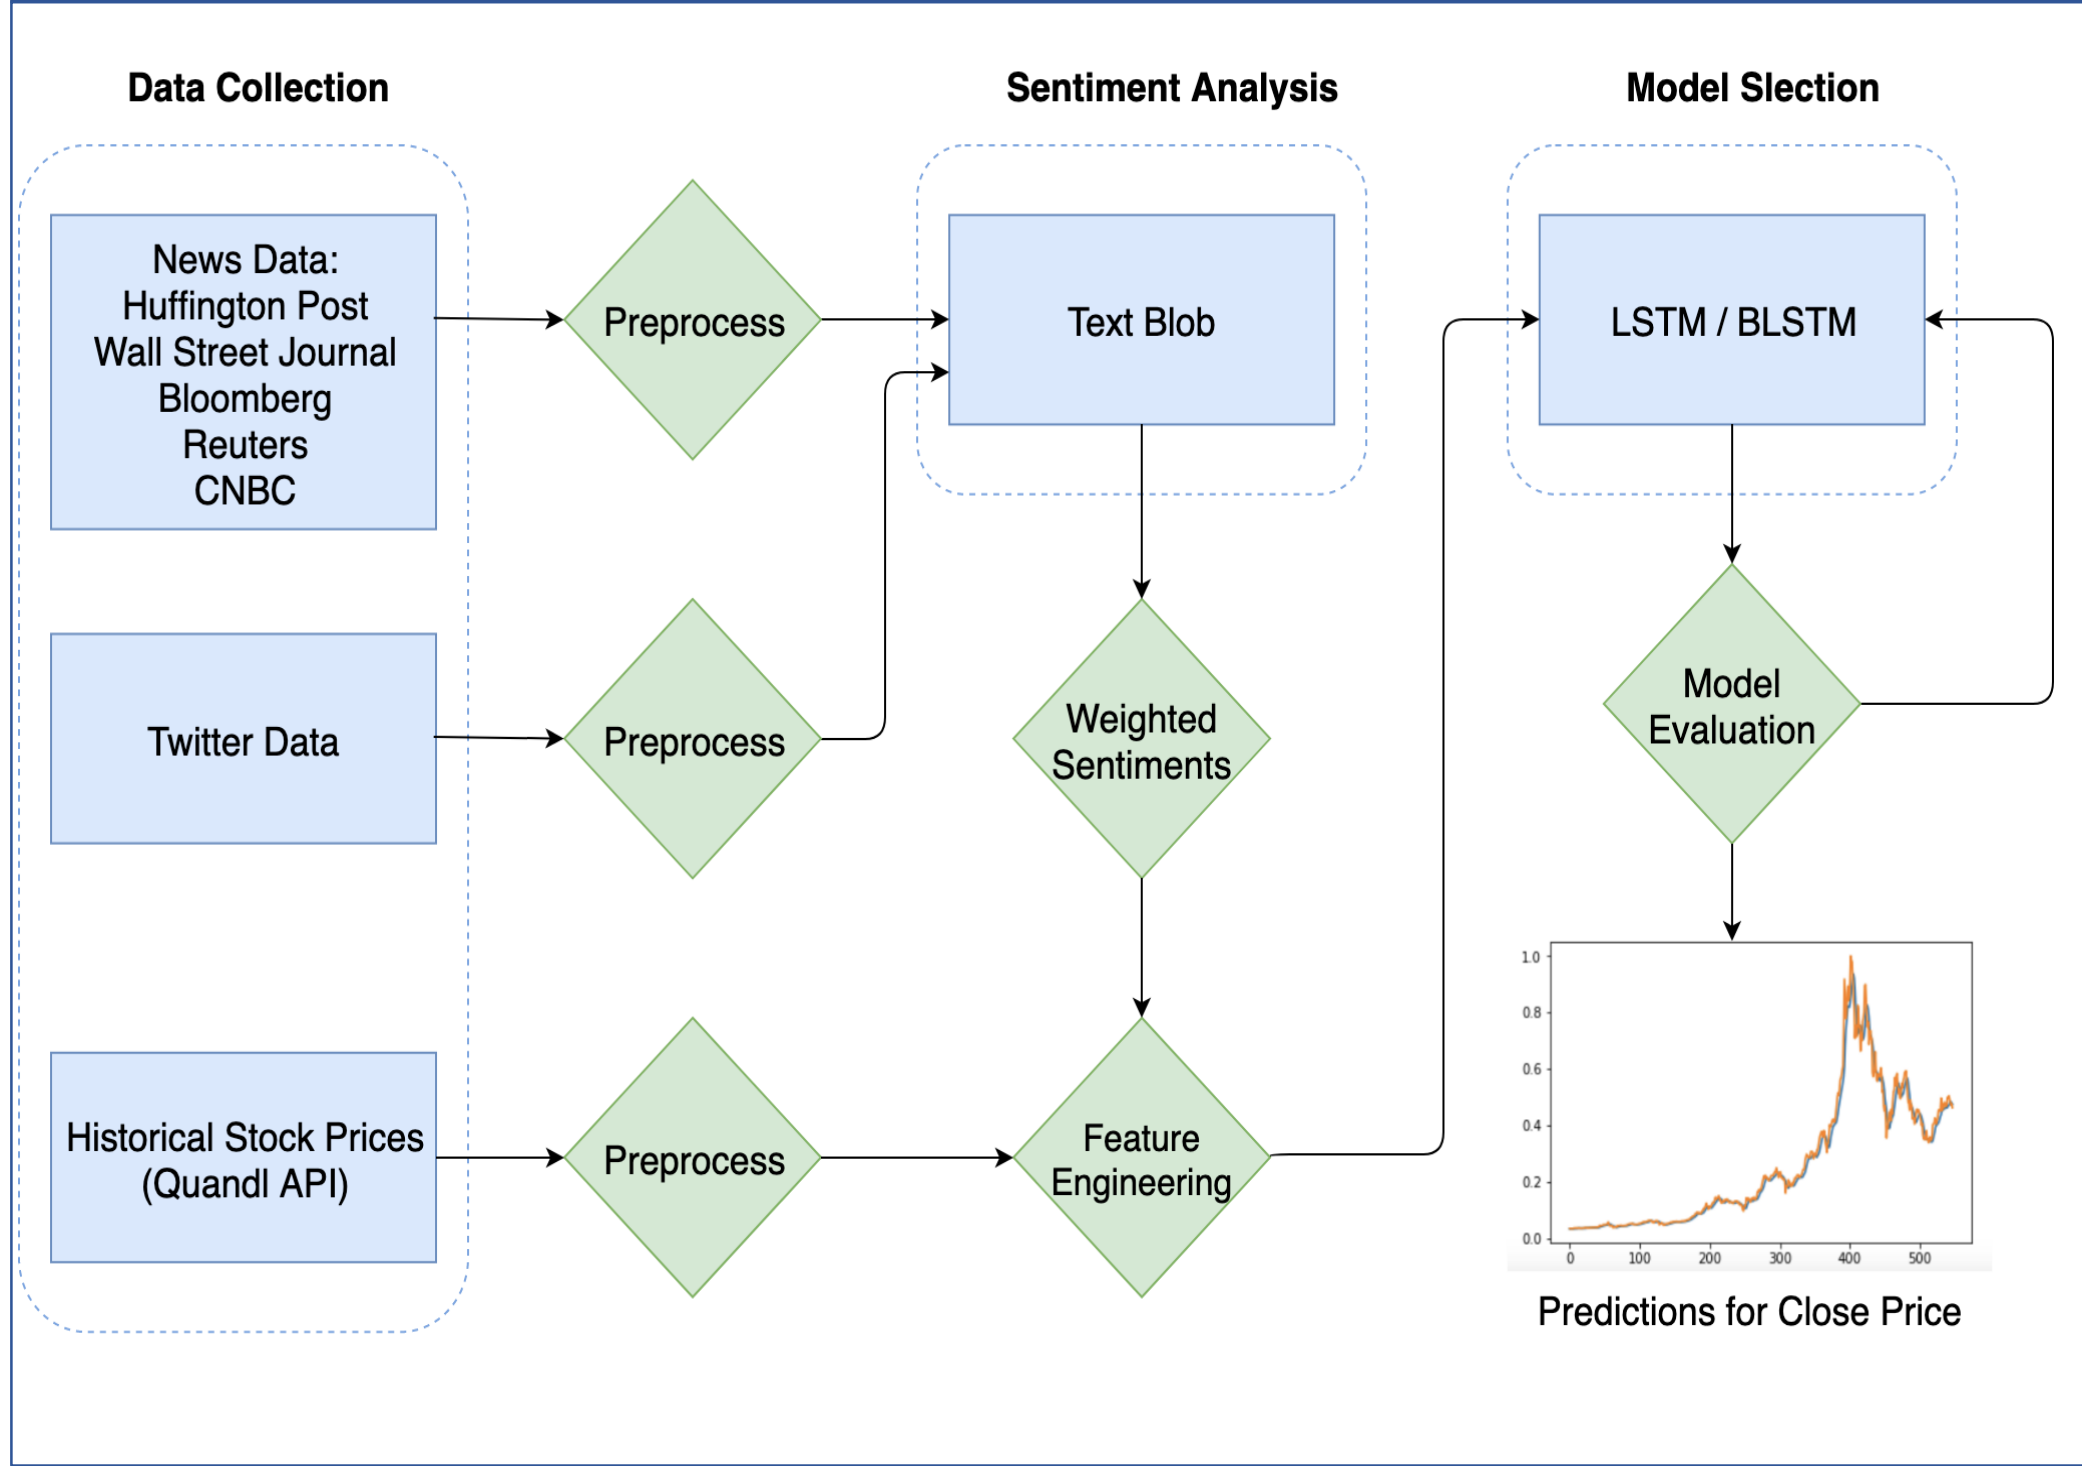 Data Collection
Sentiment Analysis
Model Slection
News Data:
Huffington Post
Wall Street Journal
Bloomberg
Reuters
CNBC
Preprocess
Text Blob
LSTM / BLSTM
Twitter Data
Preprocess
Weighted
Sentiments
Model
Evaluation
Historical Stock Prices
(Quandl API)
Preprocess
Feature
Engineering
1.0
0.8
0.6
0.4
0.2
0.0
0 100 200 300 400 500
Predictions for Close Price